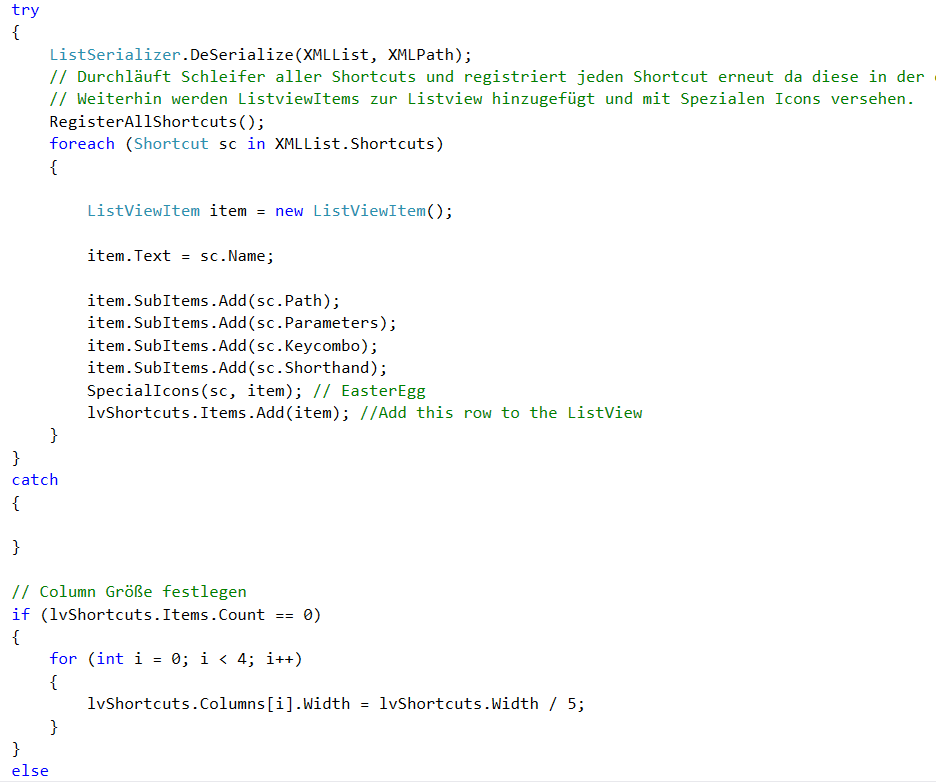 try
{
    ListSerializer.DeSerialize(XMLList, XMLPath);
    // Durchläuft Schleifer aller Shortcuts und registriert jeden Shortcut erneut da diese in der
    // Weiterhin werden ListviewItems zur Listview hinzugefügt und mit Spezialen Icons versehen.
    RegisterAllShortcuts();
    foreach (Shortcut sc in XMLList.Shortcuts)
    {
        ListViewItem item = new ListViewItem();
        item.Text = sc.Name;
        item.SubItems.Add(sc.Path);
        item.SubItems.Add(sc.Parameters);
        item.SubItems.Add(sc.Keycombo);
        item.SubItems.Add(sc.Shorthand);
        SpecialIcons(sc, item); // EasterEgg
        lvShortcuts.Items.Add(item); //Add this row to the ListView
    }
}
catch
{
}
// Column Größe festlegen
if (lvShortcuts.Items.Count == 0)
{
    for (int i = 0; i < 4; i++)
    {
        lvShortcuts.Columns[i].Width = lvShortcuts.Width / 5;
    }
}
else